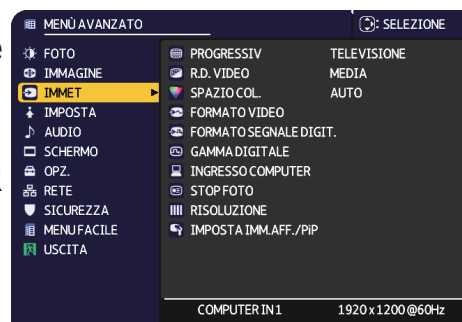 MENÙ AVANZATO
: SELEZIONE
FOTO
IMMAGINE
IMMET
IMPOSTA
AUDIO
SCHERMO
OPZ.
RETE
SICUREZZA
MENU FACILE
USCITA
PROGRESSIV TELEVISIONE
R.D. VIDEO MEDIA
SPAZIO COL. AUTO
FORMATO VIDEO
FORMATO SEGNALE DIGIT.
GAMMA DIGITALE
INGRESSO COMPUTER
STOP FOTO
RISOLUZIONE
IMPOSTA IMM.AFF./PiP
COMPUTER IN 1 1920 x 1200 @60Hz